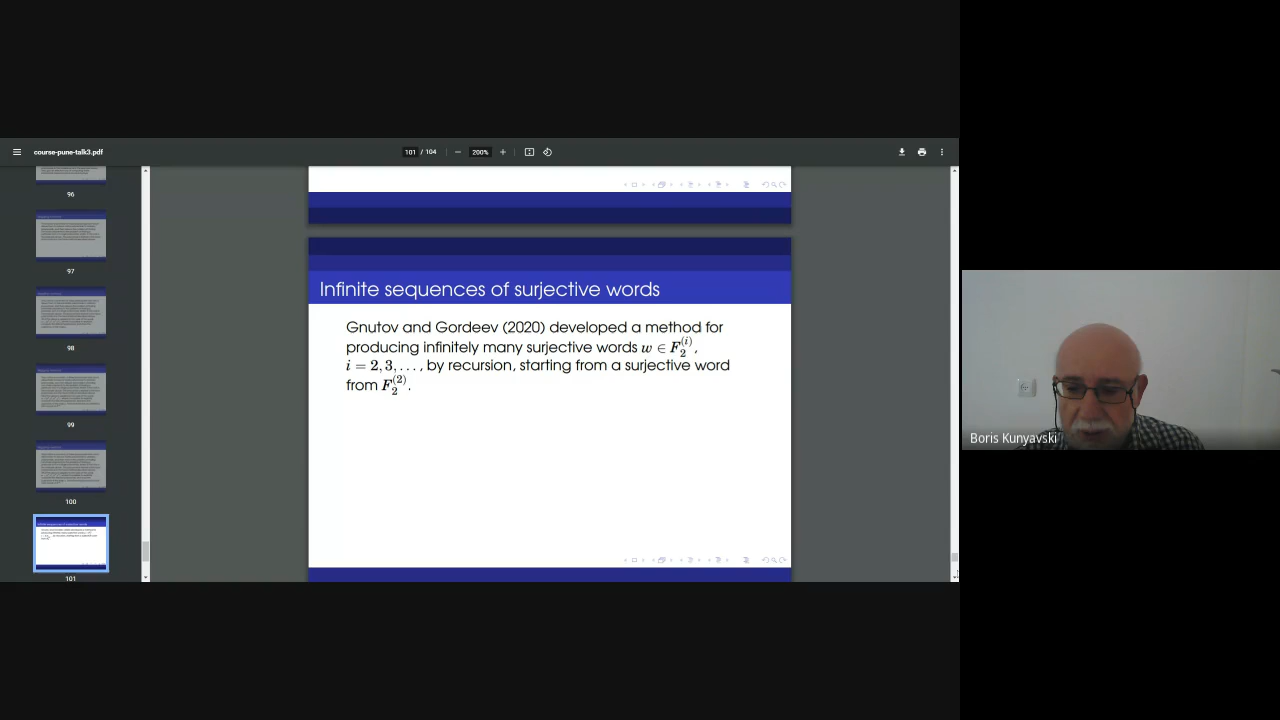 course-pune-talk3.pdf
101 / 104
200%
96
97
98
99
100
101
Infinite sequences of surjective words
Gnutov and Gordeev (2020) developed a method for
producing infinitely many surjective words w ∈ F₂⁽ⁱ⁾,
i = 2, 3, . . . , by recursion, starting from a surjective word
from F₂⁽²⁾.
Boris Kunyavski